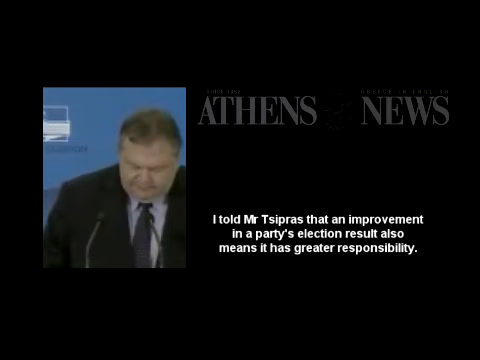 ATHENS NEWS
I told Mr Tsipras that an improvement
in a party's election result also
means it has greater responsibility.